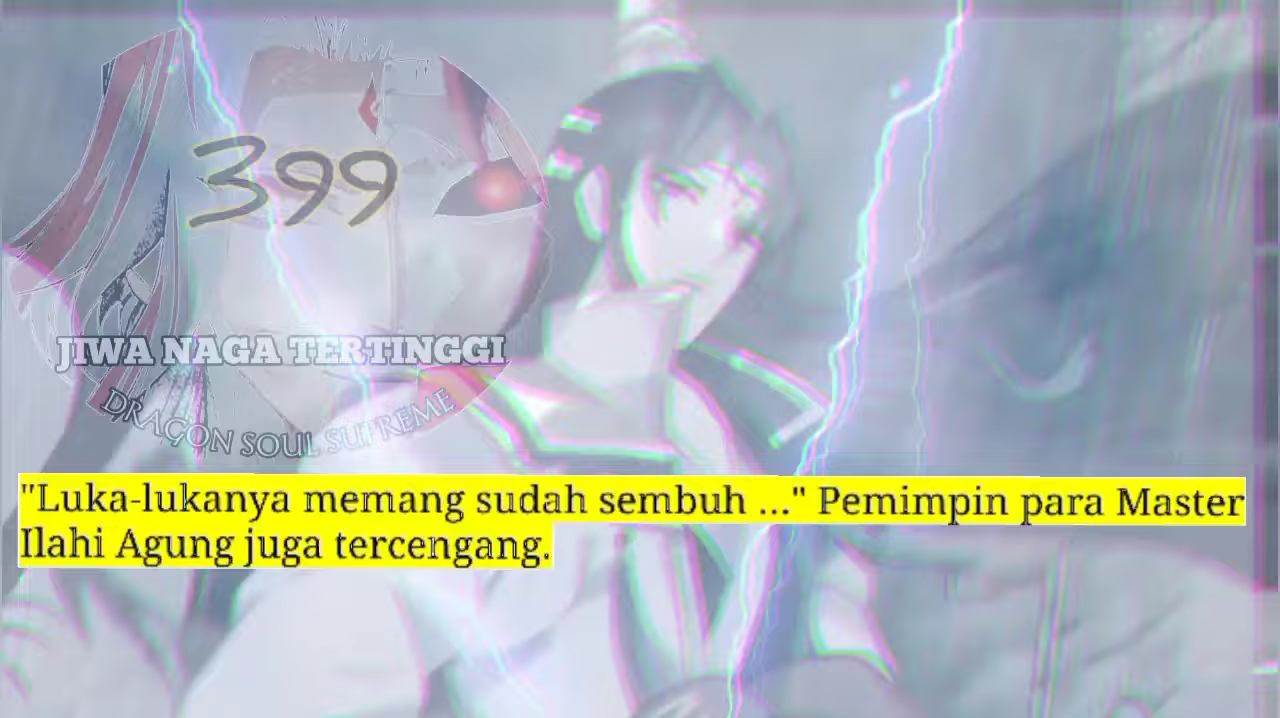 399
JIWA NAGA TERTINGGI
DRAGON SOUL SUPREME
"Luka-lukanya memang sudah sembuh ..." Pemimpin para Master
Ilahi Agung juga tercengang.